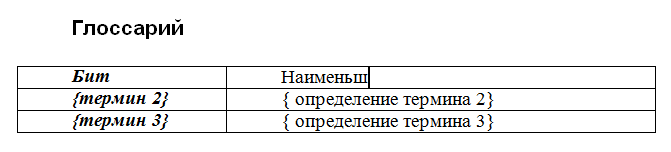 Глоссарий
Бит Наименьш
{термин 2} { определение термина 2}
{термин 3} { определение термина 3}